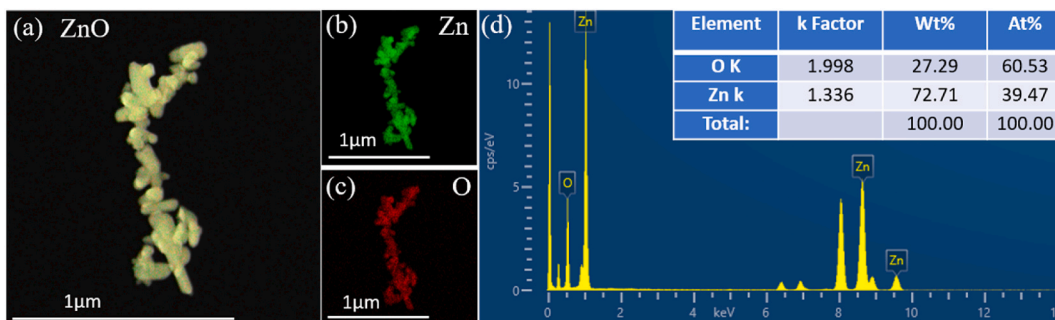 (a) ZnO
1μm
(b) Zn
1μm
(c) O
1μm
(d)
cps/eV
10
5
0
O
Zn
Zn
Zn
0 2 4 6 keV 8 10 12 14
Element k Factor Wt% At%
O K 1.998 27.29 60.53
Zn k 1.336 72.71 39.47
Total: 100.00 100.00